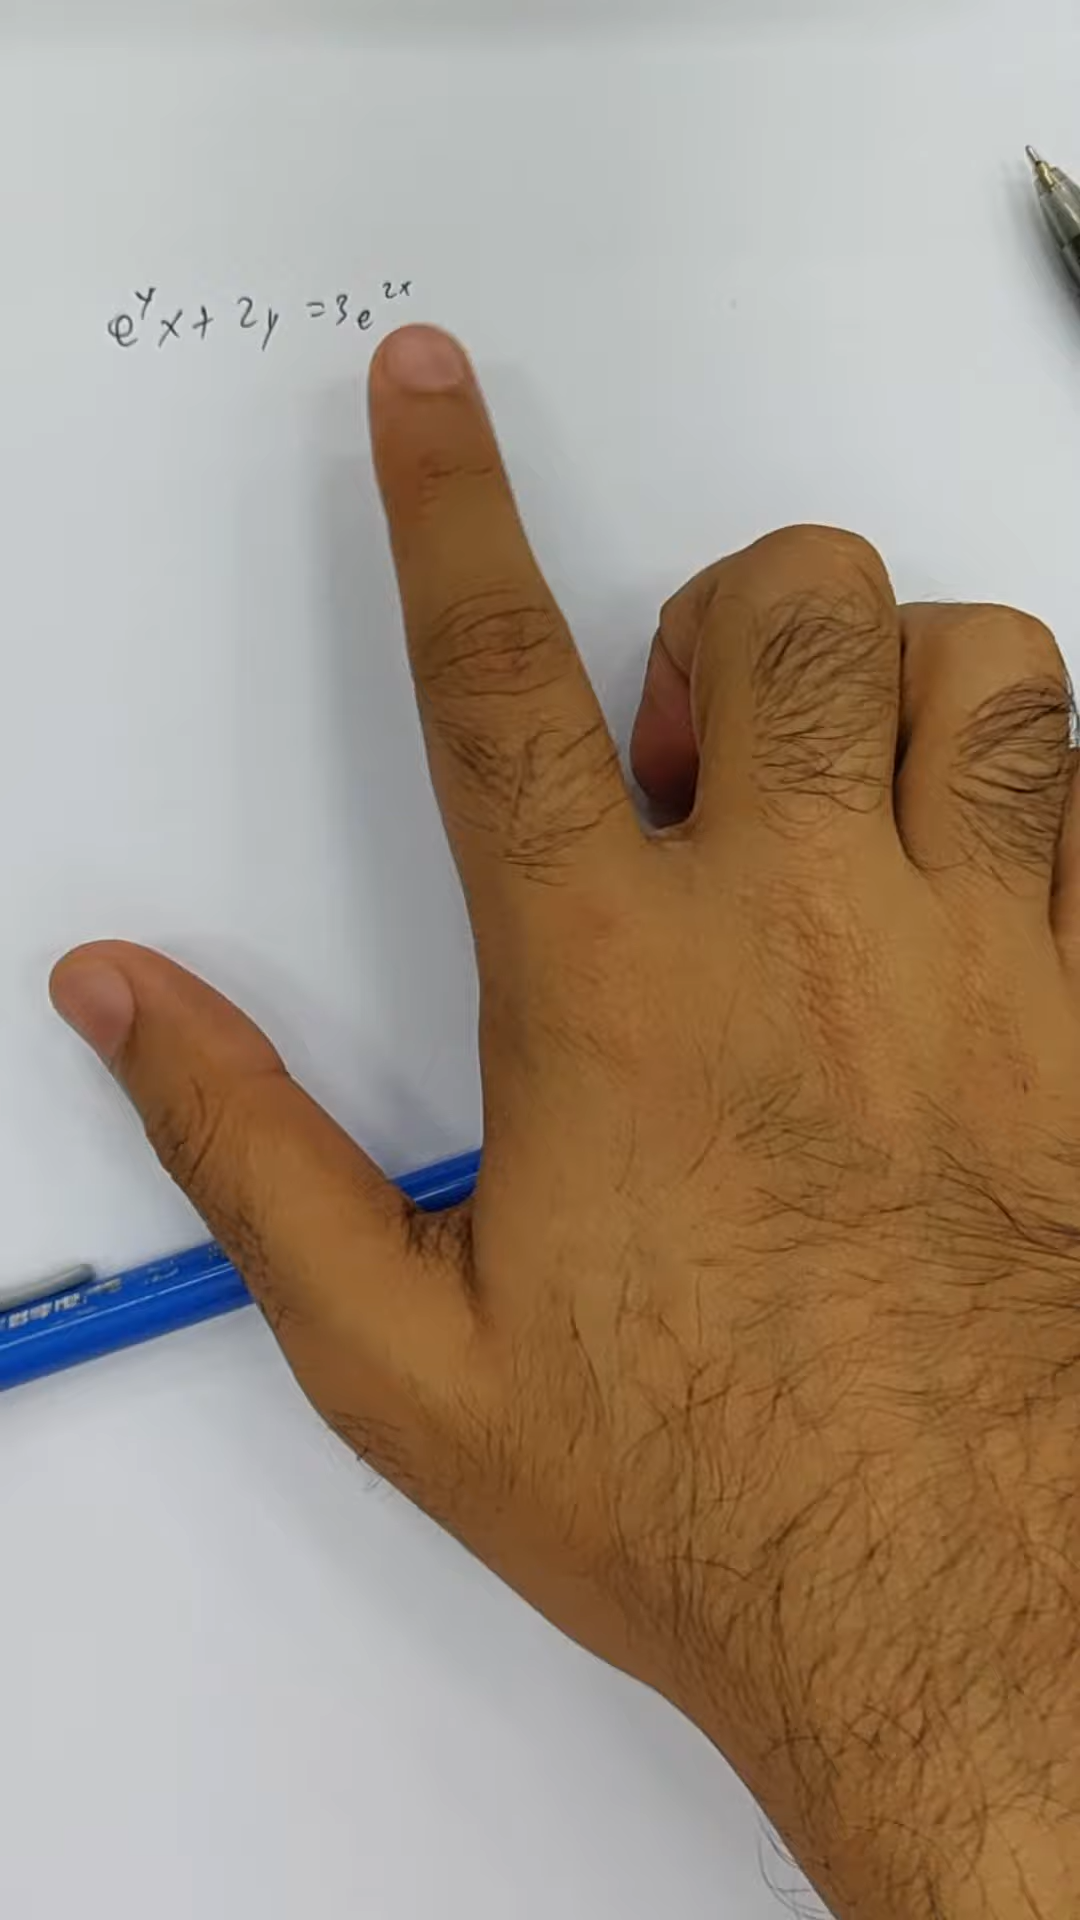 e^y x + 2y = 3e^2x